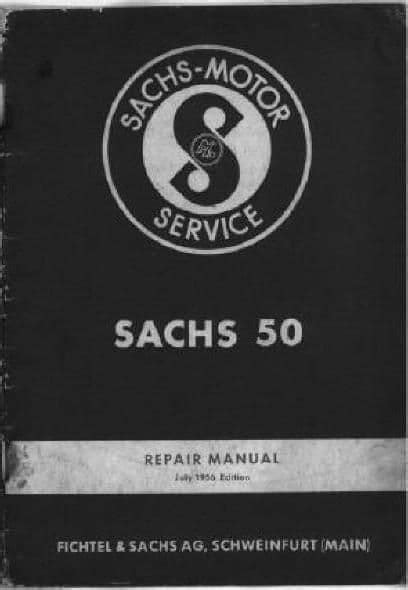 SACHS-MOTOR
S
SERVICE
SACHS 50
REPAIR MANUAL
July 1956 Edition
FICHTEL & SACHS AG, SCHWEINFURT (MAIN)